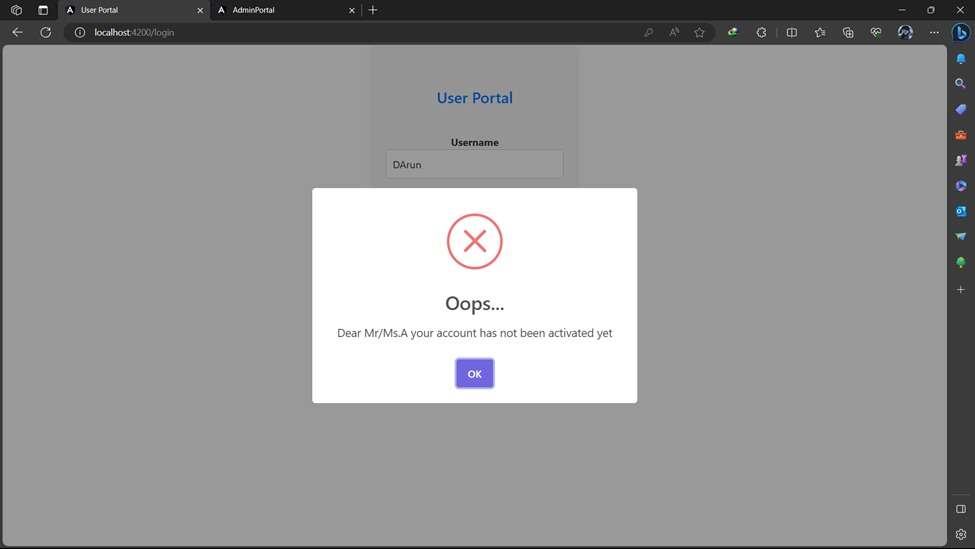 User Portal
AdminPortal
localhost:4200/login
User Portal
Username
DArun
Oops...
Dear Mr/Ms.A your account has not been activated yet
OK